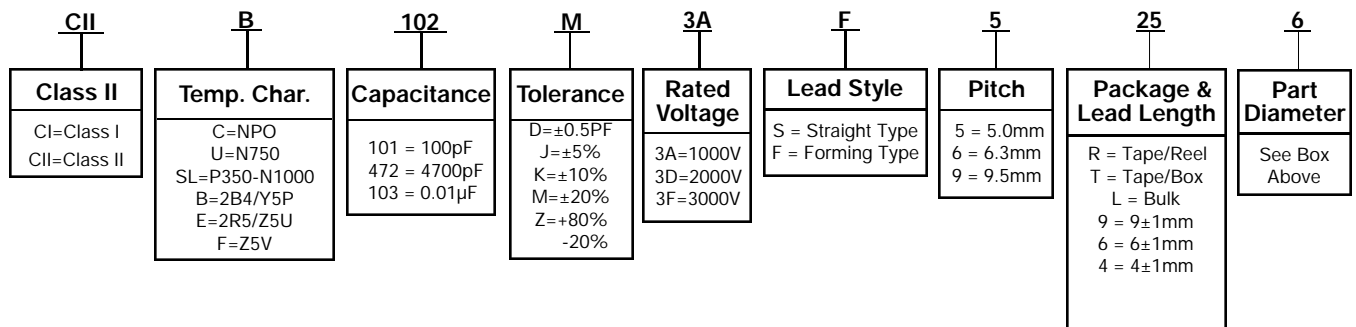 CII B 102 M 3A F 5 25 6
Class II
CI=Class I
CII=Class II
Temp. Char.
C=NPO
U=N750
SL=P350-N1000
B=2B4/Y5P
E=2R5/Z5U
F=Z5V
Capacitance
101 = 100pF
472 = 4700pF
103 = 0.01µF
Tolerance
D=±0.5PF
J=±5%
K=±10%
M=±20%
Z=+80%
-20%
Rated
Voltage
3A=1000V
3D=2000V
3F=3000V
Lead Style
S = Straight Type
F = Forming Type
Pitch
5 = 5.0mm
6 = 6.3mm
9 = 9.5mm
Package &
Lead Length
R = Tape/Reel
T = Tape/Box
L = Bulk
9 = 9±1mm
6 = 6±1mm
4 = 4±1mm
Part
Diameter
See Box
Above